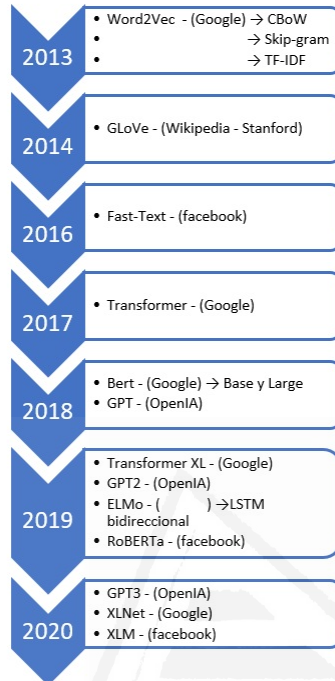 2013
• Word2Vec - (Google) → CBoW
• → Skip-gram
• → TF-IDF
2014
• GLoVe - (Wikipedia - Stanford)
2016
• Fast-Text - (facebook)
2017
• Transformer - (Google)
2018
• Bert - (Google) → Base y Large
• GPT - (OpenIA)
2019
• Transformer XL - (Google)
• GPT2 - (OpenIA)
• ELMo - ( ) →LSTM
bidireccional
• RoBERTa - (facebook)
2020
• GPT3 - (OpenIA)
• XLNet - (Google)
• XLM - (facebook)